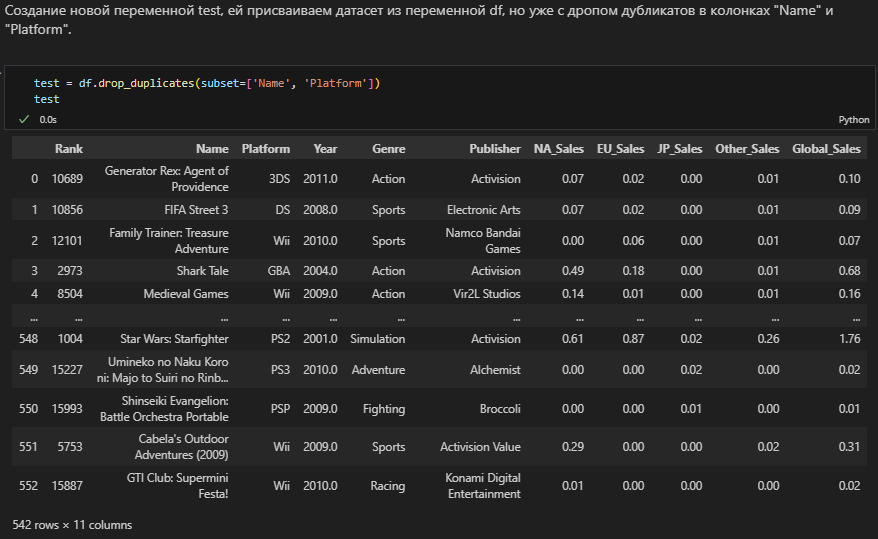 Создание новой переменной test, ей присваиваем датасет из переменной df, но уже с дропом дубликатов в колонках "Name" и
"Platform".
test = df.drop_duplicates(subset=['Name', 'Platform'])
test
0.0s
Python
Rank Name Platform Year Genre Publisher NA_Sales EU_Sales JP_Sales Other_Sales Global_Sales
0 10689 Generator Rex: Agent of
Providence 3DS 2011.0 Action Activision 0.07 0.02 0.00 0.01 0.10
1 10856 FIFA Street 3 DS 2008.0 Sports Electronic Arts 0.07 0.02 0.00 0.01 0.09
2 12101 Family Trainer: Treasure
Adventure Wii 2010.0 Sports Namco Bandai
Games 0.00 0.06 0.00 0.01 0.07
3 2973 Shark Tale GBA 2004.0 Action Activision 0.49 0.18 0.00 0.01 0.68
4 8504 Medieval Games Wii 2009.0 Action Vir2L Studios 0.14 0.01 0.00 0.01 0.16
... ... ... ... ... ... ... ... ... ... ... ...
548 1004 Star Wars: Starfighter PS2 2001.0 Simulation Activision 0.61 0.87 0.02 0.26 1.76
549 15227 Umineko no Naku Koro
ni: Majo to Suiri no Rinb... PS3 2010.0 Adventure Alchemist 0.00 0.00 0.02 0.00 0.02
550 15993 Shinseiki Evangelion:
Battle Orchestra Portable PSP 2009.0 Fighting Broccoli 0.00 0.00 0.01 0.00 0.01
551 5753 Cabela's Outdoor
Adventures (2009) Wii 2009.0 Sports Activision Value 0.29 0.00 0.00 0.02 0.31
552 15887 GTI Club: Supermini
Festa! Wii 2010.0 Racing Konami Digital
Entertainment 0.01 0.00 0.00 0.00 0.02
542 rows × 11 columns